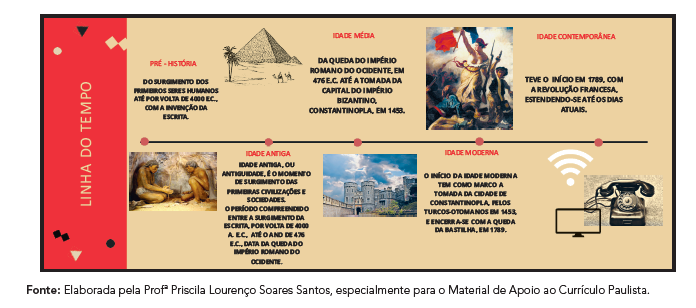 LINHA DO TEMPO
PRÉ - HISTÓRIA
DO SURGIMENTO DOS
PRIMEIROS SERES HUMANOS
ATÉ POR VOLTA DE 4000 E.C.,
COM A INVENÇÃO DA
ESCRITA.
IDADE ANTIGA
IDADE ANTIGA, OU
ANTIGUIDADE, É O MOMENTO
DE SURGIMENTO DAS
PRIMEIRAS CIVILIZAÇÕES E
SOCIEDADES.
O PERÍODO COMPREENDIDO
ENTRE A SURGIMENTO DA
ESCRITA, POR VOLTA DE 4000
A. E.C., ATÉ O AND DE 476
E.C., DATA DA QUEDA DO
IMPÉRIO ROMANO DO
OCIDENTE.
IDADE MÉDIA
DA QUEDA DO IMPÉRIO
ROMANO DO OCIDENTE, EM
476 E.C. ATÉ A TOMADA DA
CAPITAL DO IMPÉRIO
BIZANTINO,
CONSTANTINOPLA, EM 1453.
IDADE MODERNA
O INÍCIO DA IDADE MODERNA
TEM COMO MARCO A
TOMADA DA CIDADE DE
CONSTANTINOPLA, PELOS
TURCOS-OTOMANOS EM 1453,
E ENCERRA-SE COM A QUEDA
DA BASTILHA, EM 1789.
IDADE CONTEMPORÂNEA
TEVE O INÍCIO EM 1789, COM
A REVOLUÇÃO FRANCESA,
ESTENDENDO-SE ATÉ OS DIAS
ATUAIS.
Fonte: Elaborada pela Profª Priscila Lourenço Soares Santos, especialmente para o Material de Apoio ao Currículo Paulista.